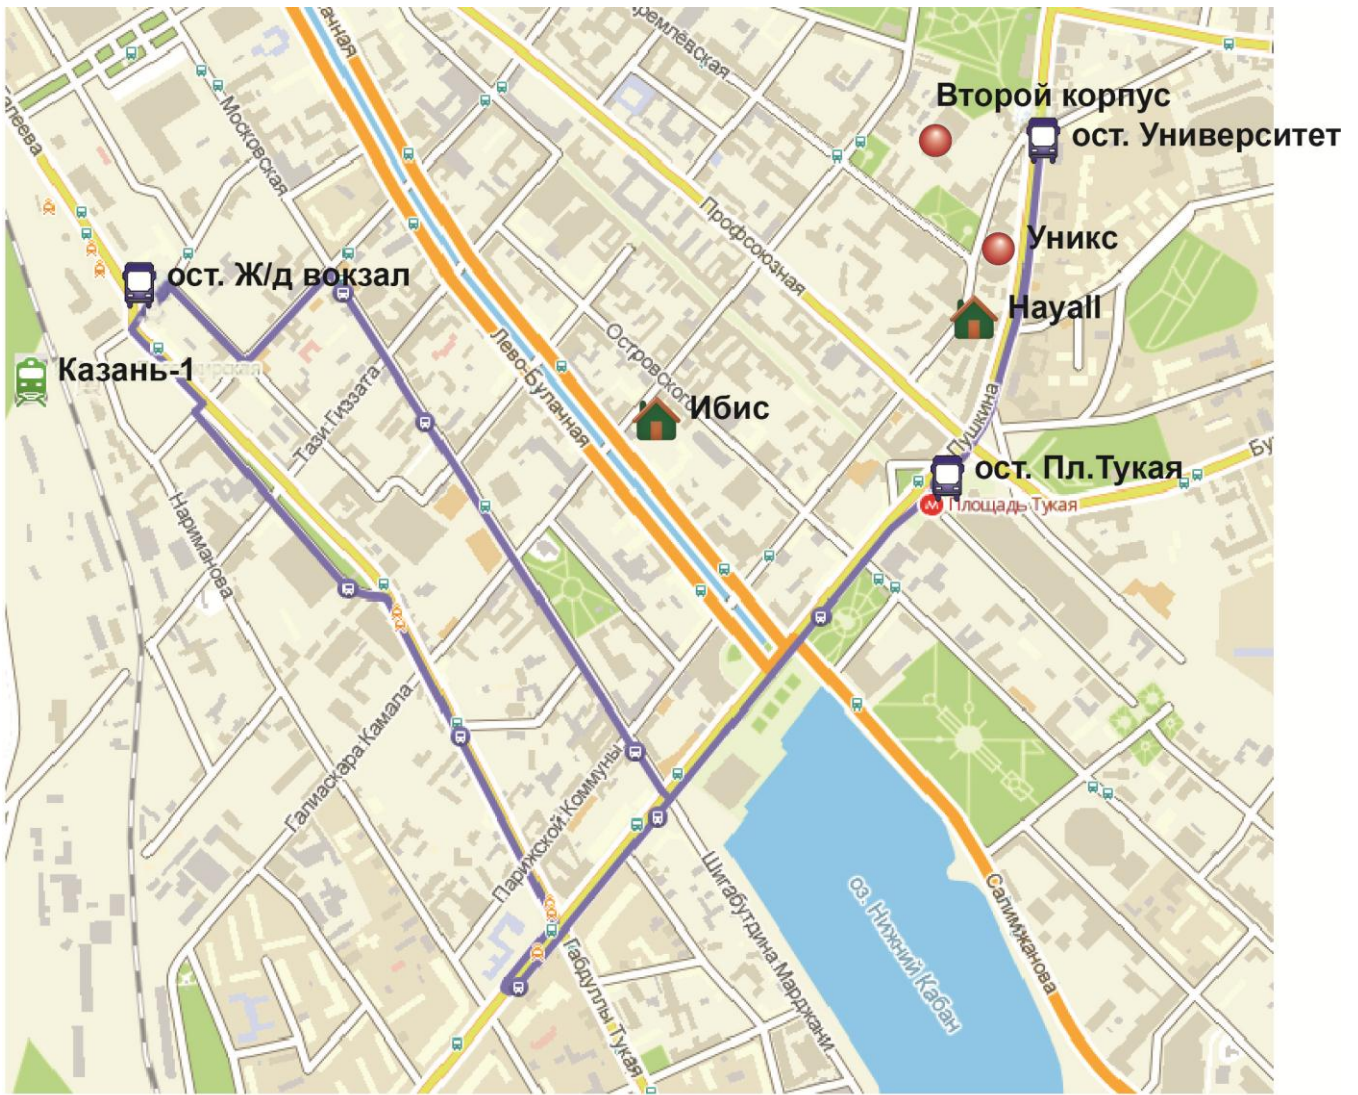 Кремлёвская
Второй корпус
ост. Университет
Московская
Профсоюзная
Уникс
ост. Ж/д вокзал
Hayall
Островского
Лево-Булачная
Казань-1
Ибис
Тази Гиззата
Пушкина
ост. Пл.Тукая
Площадь Тукая
Нариманова
Галиаскара Камала
Парижской Коммуны
Шигабутдина Марджани
оз. Нижний Кабан
Салимжанова
Габдуллы Тукая